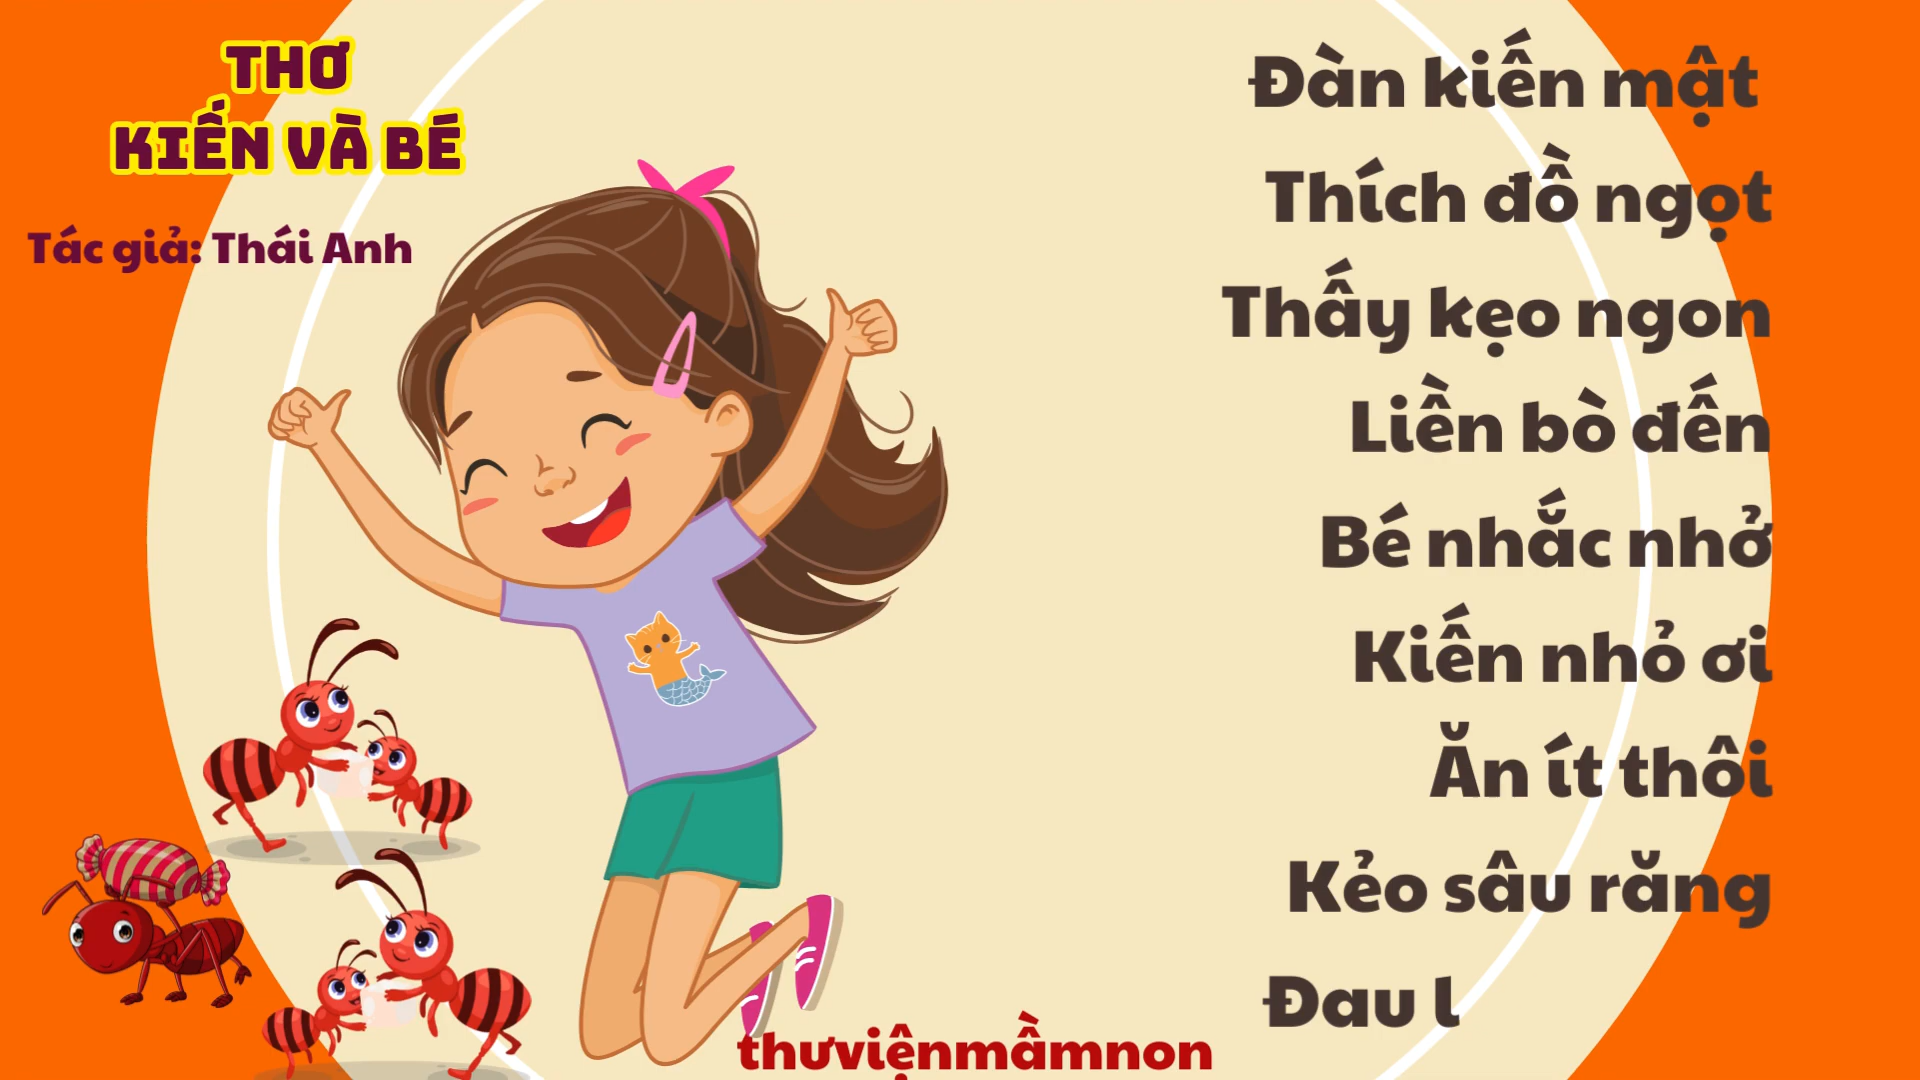 THƠ
KIẾN VÀ BÉ
Tác giả: Thái Anh
Đàn kiến mật
Thích đồ ngọt
Thấy kẹo ngon
Liền bò đến
Bé nhắc nhở
Kiến nhỏ ơi
Ăn ít thôi
Kẻo sâu răng
Đau l
thưviệnmầmnon